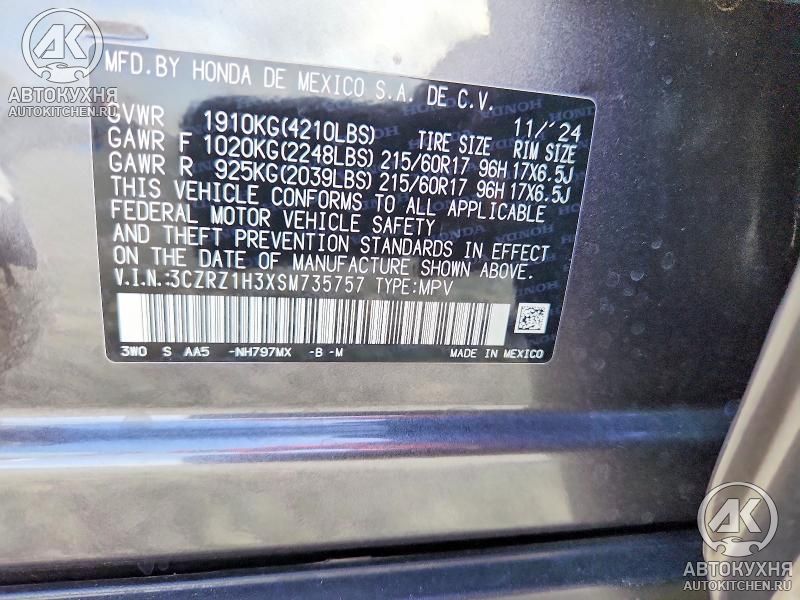 AK
АВТОКУХНЯ
AUTOKITCHEN.RU
MFD. BY HONDA DE MEXICO S.A. DE C.V.
11/'24
GVWR 1910KG(4210LBS) TIRE SIZE RIM SIZE
GAWR F 1020KG(2248LBS) 215/60R17 96H 17X6.5J
GAWR R 925KG(2039LBS) 215/60R17 96H 17X6.5J
THIS VEHICLE CONFORMS TO ALL APPLICABLE
FEDERAL MOTOR VEHICLE SAFETY,
AND THEFT PREVENTION STANDARDS IN EFFECT
ON THE DATE OF MANUFACTURE SHOWN ABOVE.
V.I.N.:3CZRZ1H3XSM735757 TYPE:MPV
3W0 S AA5 -NH797MX -B -M MADE IN MEXICO
AK
АВТОКУХНЯ
AUTOKITCHEN.RU